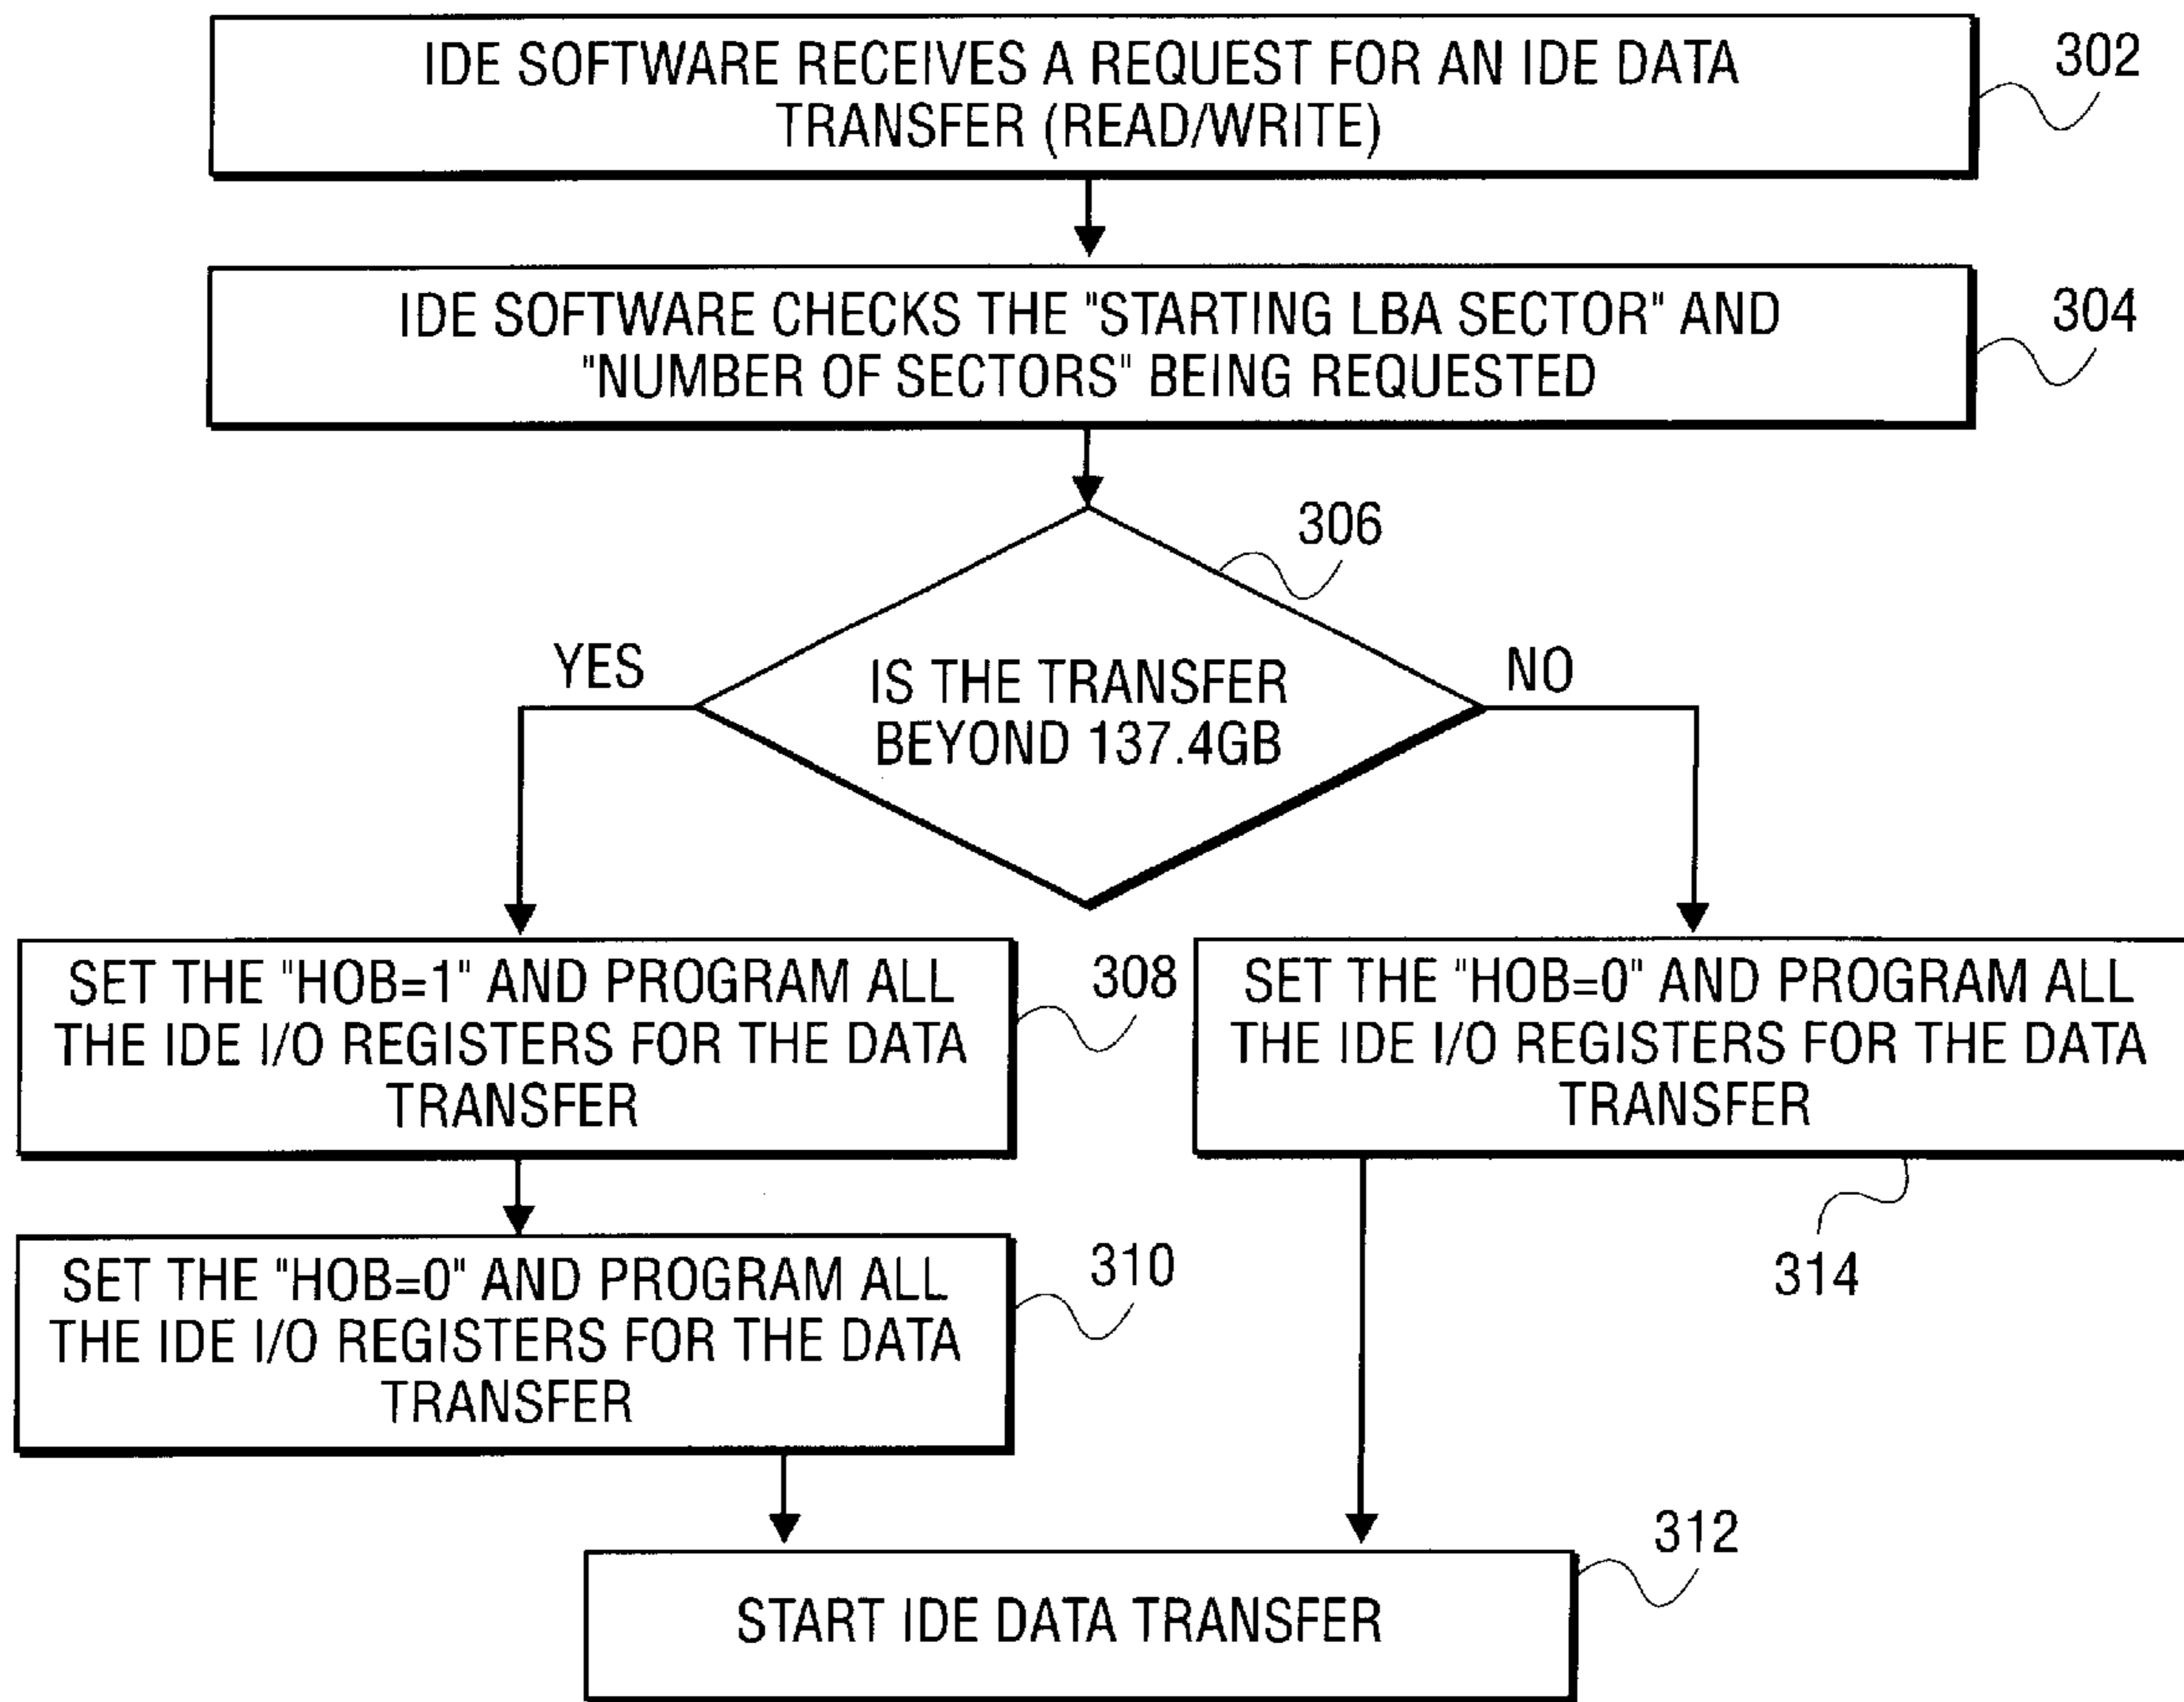 IDE SOFTWARE RECEIVES A REQUEST FOR AN IDE DATA
TRANSFER (READ/WRITE)
302
IDE SOFTWARE CHECKS THE "STARTING LBA SECTOR" AND
"NUMBER OF SECTORS" BEING REQUESTED
304
306
YES
IS THE TRANSFER
BEYOND 137.4GB
NO
SET THE "HOB=1" AND PROGRAM ALL
THE IDE I/O REGISTERS FOR THE DATA
TRANSFER
308
SET THE "HOB=0" AND PROGRAM ALL
THE IDE I/O REGISTERS FOR THE DATA
TRANSFER
314
SET THE "HOB=0" AND PROGRAM ALL
THE IDE I/O REGISTERS FOR THE DATA
TRANSFER
310
START IDE DATA TRANSFER
312